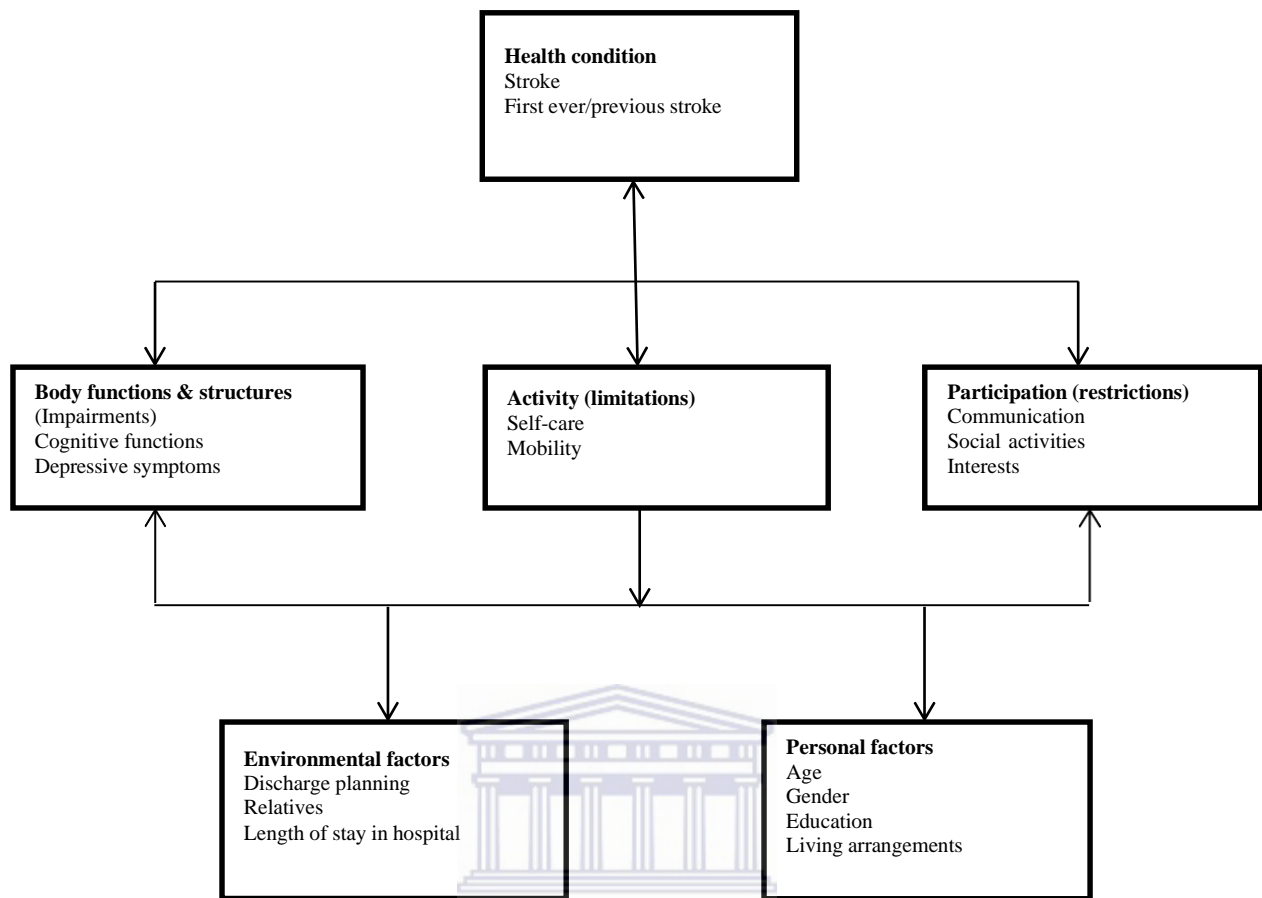 Health condition
Stroke
First ever/previous stroke
Body functions & structures
(Impairments)
Cognitive functions
Depressive symptoms
Activity (limitations)
Self-care
Mobility
Participation (restrictions)
Communication
Social activities
Interests
Environmental factors
Discharge planning
Relatives
Length of stay in hospital
Personal factors
Age
Gender
Education
Living arrangements